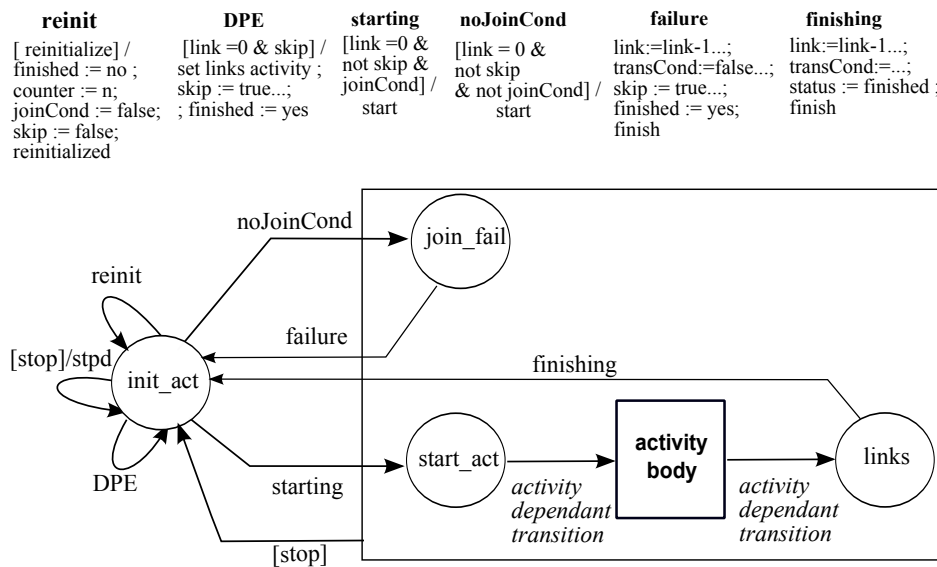 reinit
[ reinitialize] /
finished := no ;
counter := n;
joinCond := false;
skip := false;
reinitialized
DPE
[link =0 & skip] /
set links activity ;
skip := true...;
; finished := yes
starting
[link =0 &
not skip &
joinCond] /
start
noJoinCond
[link = 0 &
not skip
& not joinCond] /
start
failure
link:=link-1...;
transCond:=false...;
skip := true...;
finished := yes;
finish
finishing
link:=link-1...;
transCond:=...;
status := finished ;
finish
noJoinCond
join_fail
reinit
failure
[stop]/stpd
finishing
init_act
start_act
activity
body
links
DPE
starting
activity
dependant
transition
activity
dependant
transition
[stop]